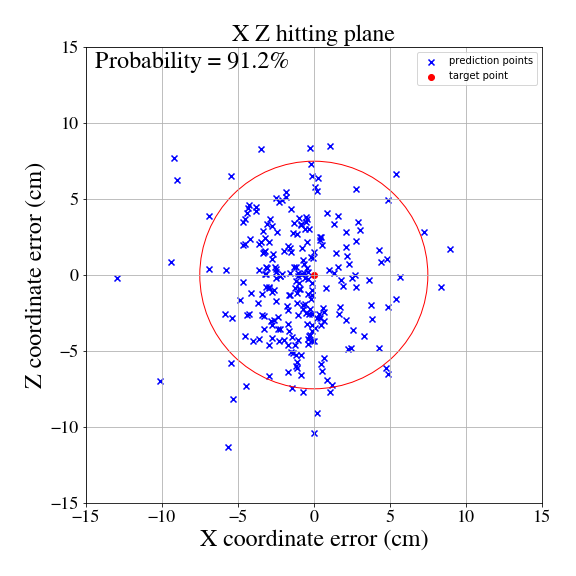 X Z hitting plane
Probability = 91.2%
prediction points
target point
15
10
5
0
−5
−10
−15
Z coordinate error (cm)
−15
−10
−5
0
5
10
15
X coordinate error (cm)